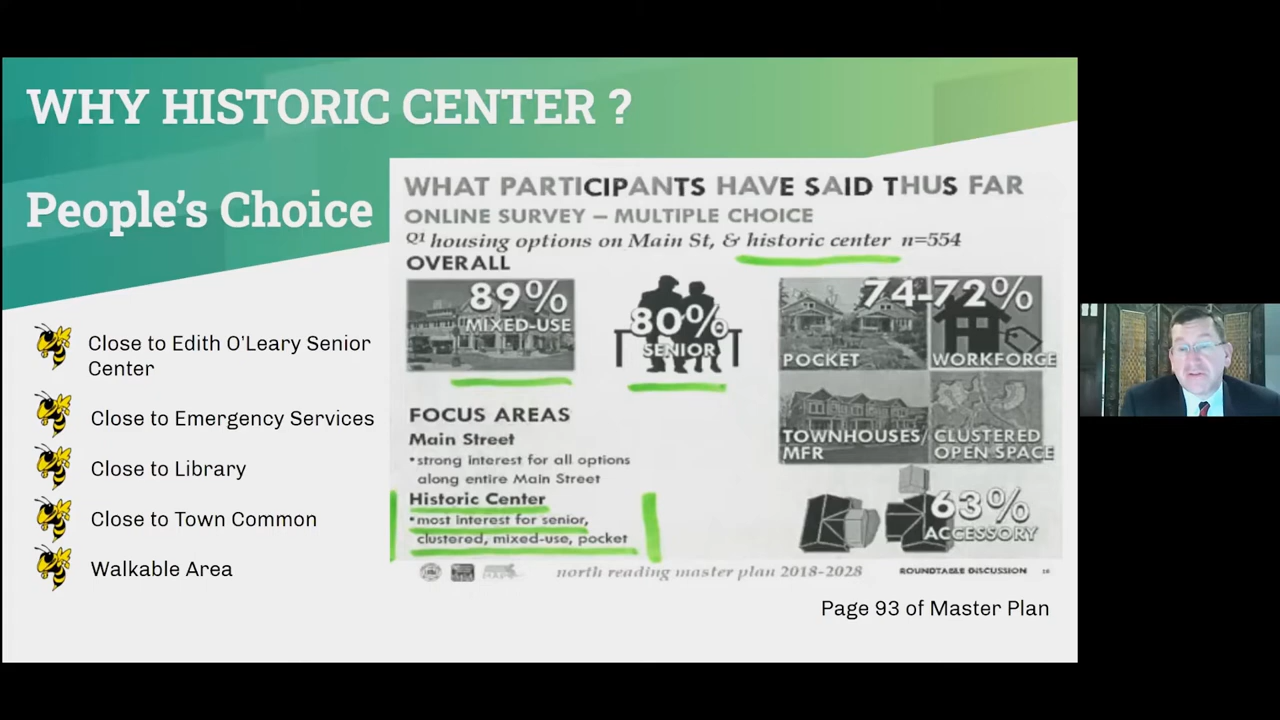 WHY HISTORIC CENTER ?
People's Choice
Close to Edith O'Leary Senior
Center
Close to Emergency Services
Close to Library
Close to Town Common
Walkable Area
WHAT PARTICIPANTS HAVE SAID THUS FAR
ONLINE SURVEY – MULTIPLE CHOICE
Q1 housing options on Main St, & historic center n=554
OVERALL
89%
MIXED-USE
80%
SENIOR
74-72%
POCKET
WORKFORCE
TOWNHOUSES/
MFR
CLUSTERED
OPEN SPACE
63%
ACCESSORY
FOCUS AREAS
Main Street
•strong interest for all options
along entire Main Street
Historic Center
•most interest for senior,
clustered, mixed-use, pocket
north reading master plan 2018-2028
ROUNDTABLE DISCUSSION
Page 93 of Master Plan